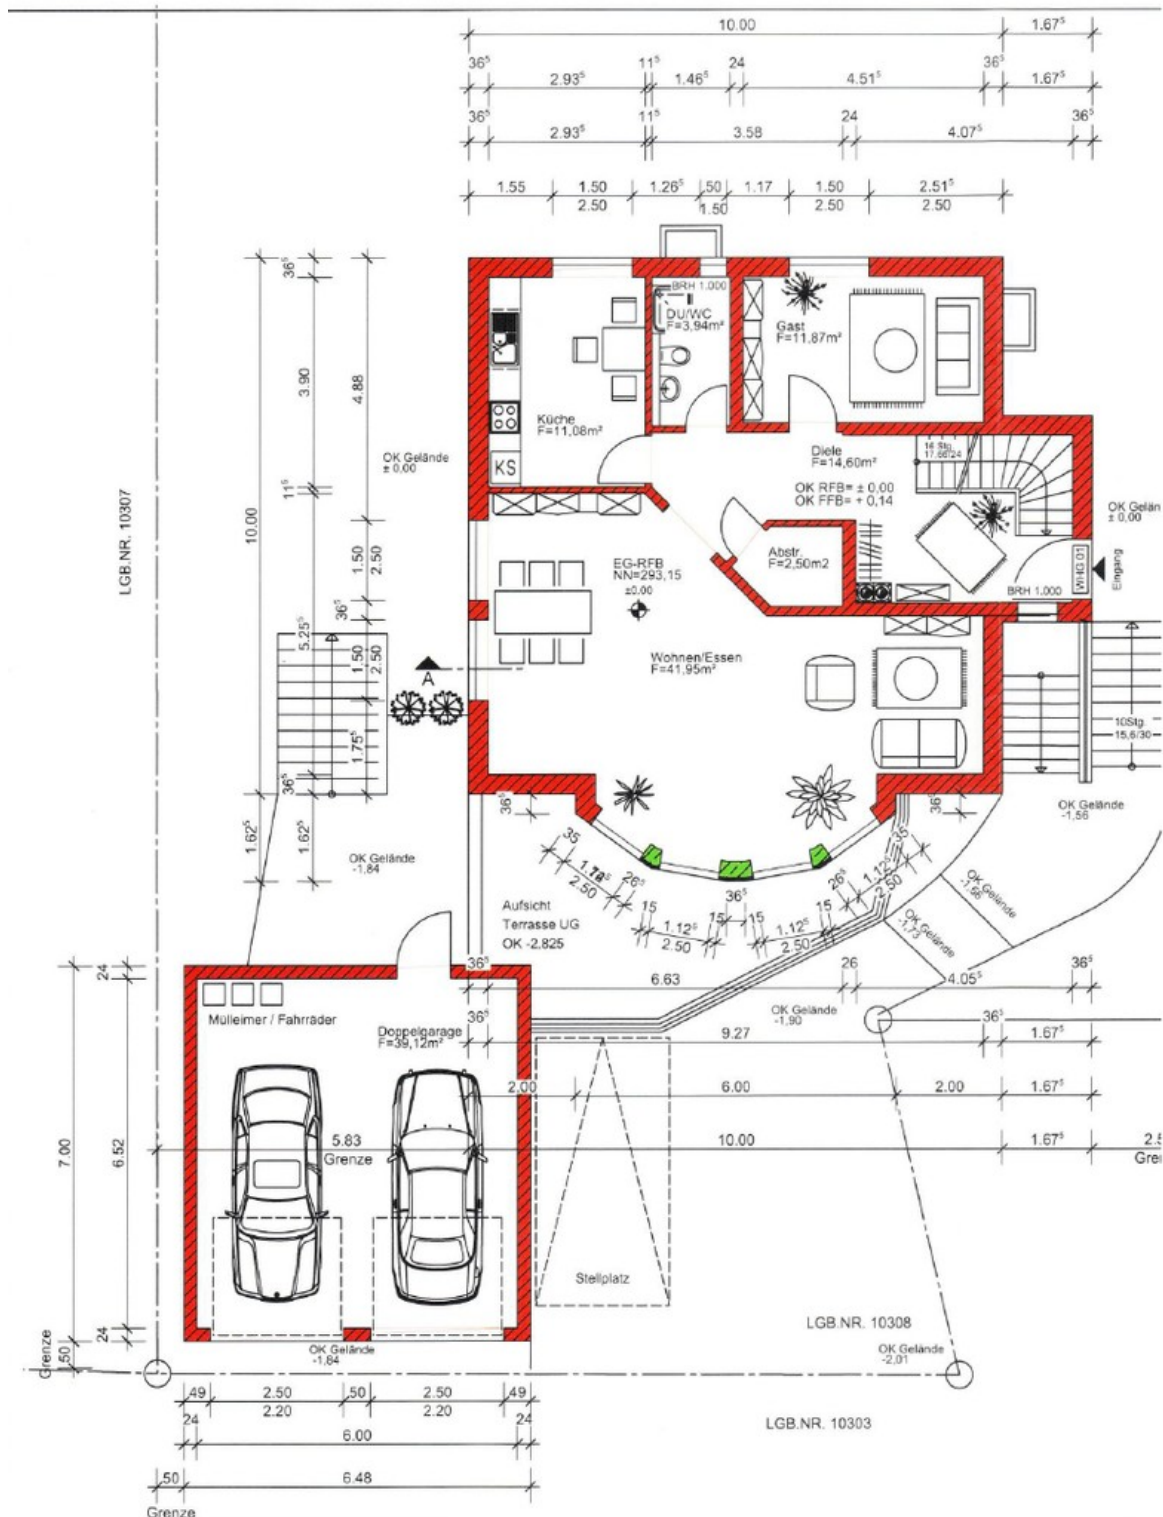 10.00 1.67⁵
36⁵ 2.93⁵ 11⁵ 1.46⁵ 24 4.51⁵ 36⁵ 1.67⁵
36⁵ 2.93⁵ 11⁵ 3.58 24 4.07⁵ 36⁵
1.55 1.50 1.26⁵ 50 1.17 1.50 2.51⁵
2.50 1.50 2.50 2.50
36⁵
3.90
11⁵
5.25⁵
36⁵
1.62⁵
10.00
1.62⁵
4.88
1.50
2.50
36⁵
1.50
2.50
1.75⁵
LGB.NR. 10307
OK Gelände
± 0,00
BRH 1.000
DU/WC
F=3,94m²
Gast
F=11,87m²
Küche
F=11,08m²
KS
Diele
F=14,60m²
OK RFB= ± 0,00
OK FFB= + 0,14
16 Stg.
17,66/24
OK Gelän
± 0,00
Abstr.
F=2,50m2
WHG 01
Eingang
BRH 1.000
EG-RFB
NN=293,15
±0.00
Wohnen/Essen
F=41,95m²
A
10Stg.
15,6/30
OK Gelände
-1,56
OK Gelände
-1,84
36⁵
36⁵
35
2.50
26⁵
15
1.12⁵
2.50
15
36⁵
15
1.12⁵
2.50
15
26⁵
1.12⁵
2.50
35
OK Gelände
-1,56
OK Gelände
-1,73
Aufsicht
Terrasse UG
OK -2.825
36⁵ 6.63 26 4.05⁵ 36⁵
OK Gelände
-1,90
36⁵ 9.27 36⁵ 1.67⁵
2.00 6.00 2.00 1.67⁵
5.83 10.00 1.67⁵
Grenze
Mülleimer / Fahrräder
Doppelgarage
F=39,12m²
24
7.00
6.52
24
1.50
Grenze
Stellplatz
LGB.NR. 10308
OK Gelände
-1,84
OK Gelände
-2,01
49 2.50 50 2.50 49
2.20 2.20
24 6.00 24
50 6.48
Grenze
LGB.NR. 10303